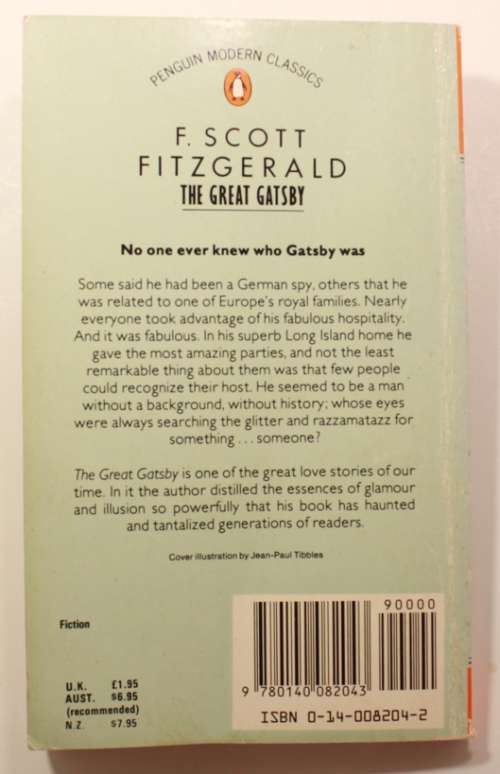 PENGUIN MODERN CLASSICS
F. SCOTT
FITZGERALD
THE GREAT GATSBY
No one ever knew who Gatsby was
Some said he had been a German spy, others that he
was related to one of Europe's royal families. Nearly
everyone took advantage of his fabulous hospitality.
And it was fabulous. In his superb Long Island home he
gave the most amazing parties, and not the least
remarkable thing about them was that few people
could recognize their host. He seemed to be a man
without a background, without history; whose eyes
were always searching the glitter and razzamatazz for
something . . . someone?
The Great Gatsby is one of the great love stories of our
time. In it the author distilled the essences of glamour
and illusion so powerfully that his book has haunted
and tantalized generations of readers.
Cover illustration by Jean-Paul Tibbles
Fiction
U.K. £1.95
AUST. $6.95
(recommended)
N.Z. $7.95
90000
9 780140 082043
ISBN 0-14-008204-2